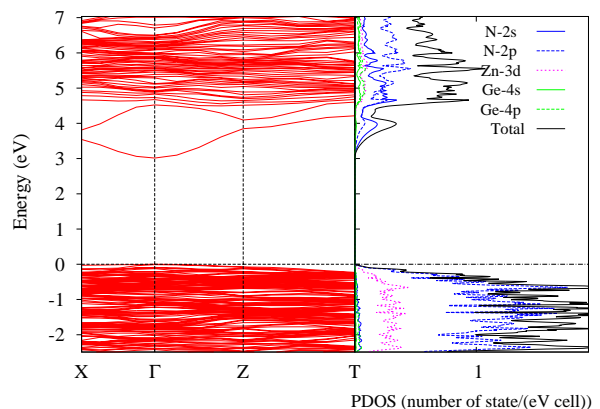 7
6
5
4
3
2
1
0
-1
-2
Energy (eV)
X Γ Z T 1
PDOS (number of state/(eV cell)
N-2s
N-2p
Zn-3d
Ge-4s
Ge-4p
Total